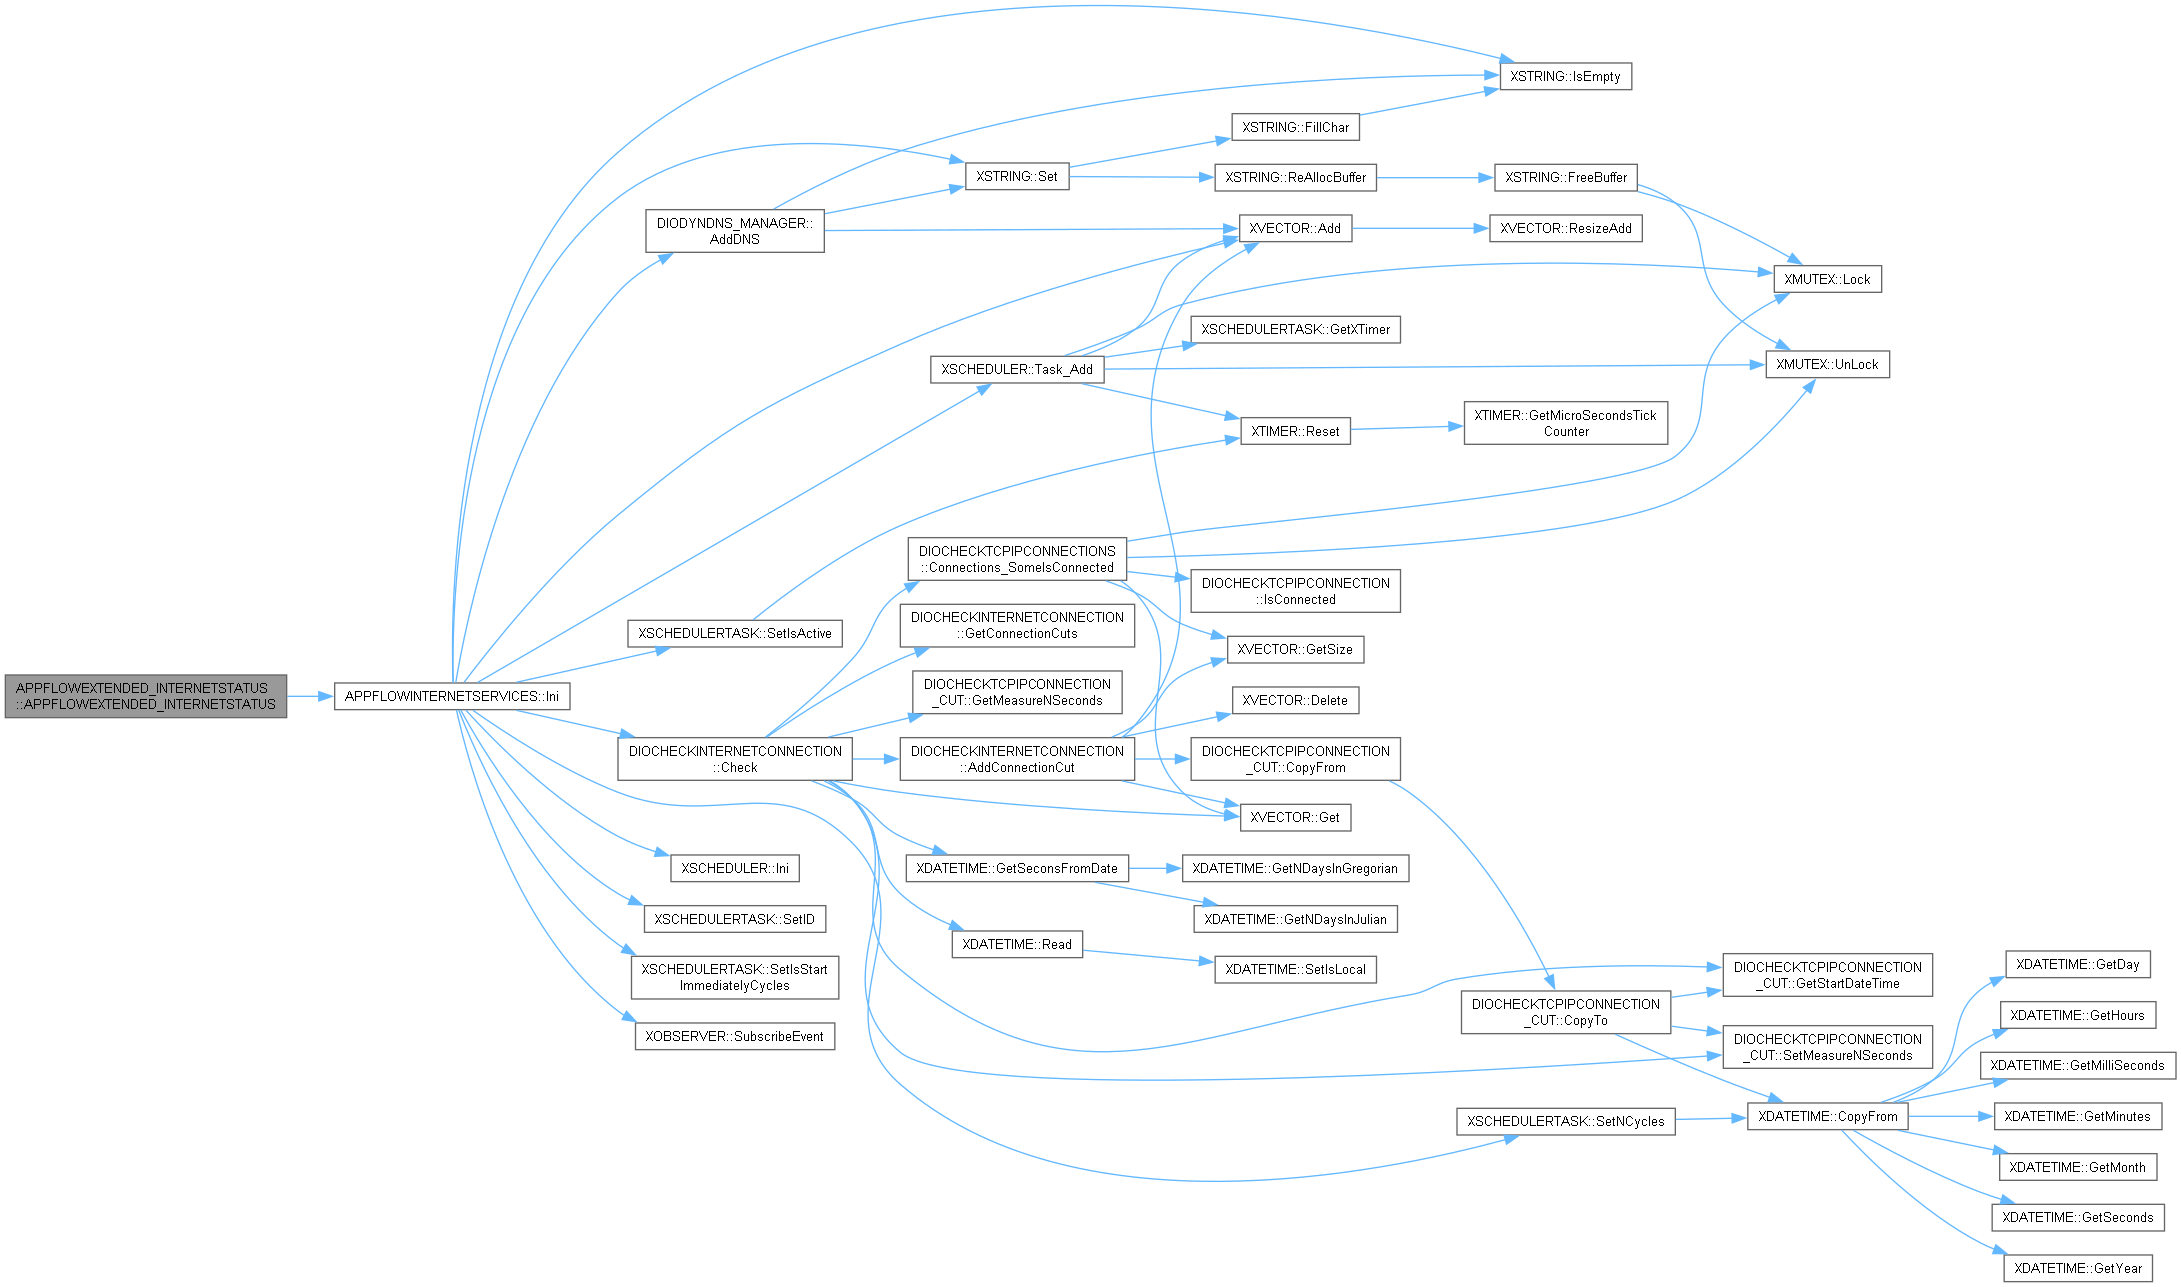 APPFLOWEXTENDED_INTERNETSTATUS
::APPFLOWEXTENDED_INTERNETSTATUS
APPFLOWINTERNETSERVICES::Ini
DIODYNDNS_MANAGER::
AddDNS
XSCHEDULERTASK::SetIsActive
DIOCHECKINTERNETCONNECTION
::Check
XSCHEDULER::Ini
XSCHEDULERTASK::SetID
XSCHEDULERTASK::SetIsStart
ImmediatelyCycles
XOBSERVER::SubscribeEvent
XSTRING::Set
XSCHEDULER::Task_Add
DIOCHECKTCPIPCONNECTIONS
::Connections_SomeIsConnected
DIOCHECKINTERNETCONNECTION
::GetConnectionCuts
DIOCHECKTCPIPCONNECTION
_CUT::GetMeasureNSeconds
DIOCHECKINTERNETCONNECTION
::AddConnectionCut
XDATETIME::GetSeconsFromDate
XDATETIME::Read
XSTRING::FillChar
XSTRING::ReAllocBuffer
XVECTOR::Add
XSCHEDULERTASK::GetXTimer
XTIMER::Reset
DIOCHECKTCPIPCONNECTION
::IsConnected
XVECTOR::GetSize
XVECTOR::Delete
DIOCHECKTCPIPCONNECTION
_CUT::CopyFrom
XVECTOR::Get
XDATETIME::GetNDaysInGregorian
XDATETIME::GetNDaysInJulian
XDATETIME::SetIsLocal
XSTRING::IsEmpty
XSTRING::FreeBuffer
XVECTOR::ResizeAdd
XTIMER::GetMicroSecondsTick
Counter
DIOCHECKTCPIPCONNECTION
_CUT::CopyTo
XSCHEDULERTASK::SetNCycles
XMUTEX::Lock
XMUTEX::UnLock
DIOCHECKTCPIPCONNECTION
_CUT::GetStartDateTime
DIOCHECKTCPIPCONNECTION
_CUT::SetMeasureNSeconds
XDATETIME::CopyFrom
XDATETIME::GetDay
XDATETIME::GetHours
XDATETIME::GetMilliSeconds
XDATETIME::GetMinutes
XDATETIME::GetMonth
XDATETIME::GetSeconds
XDATETIME::GetYear